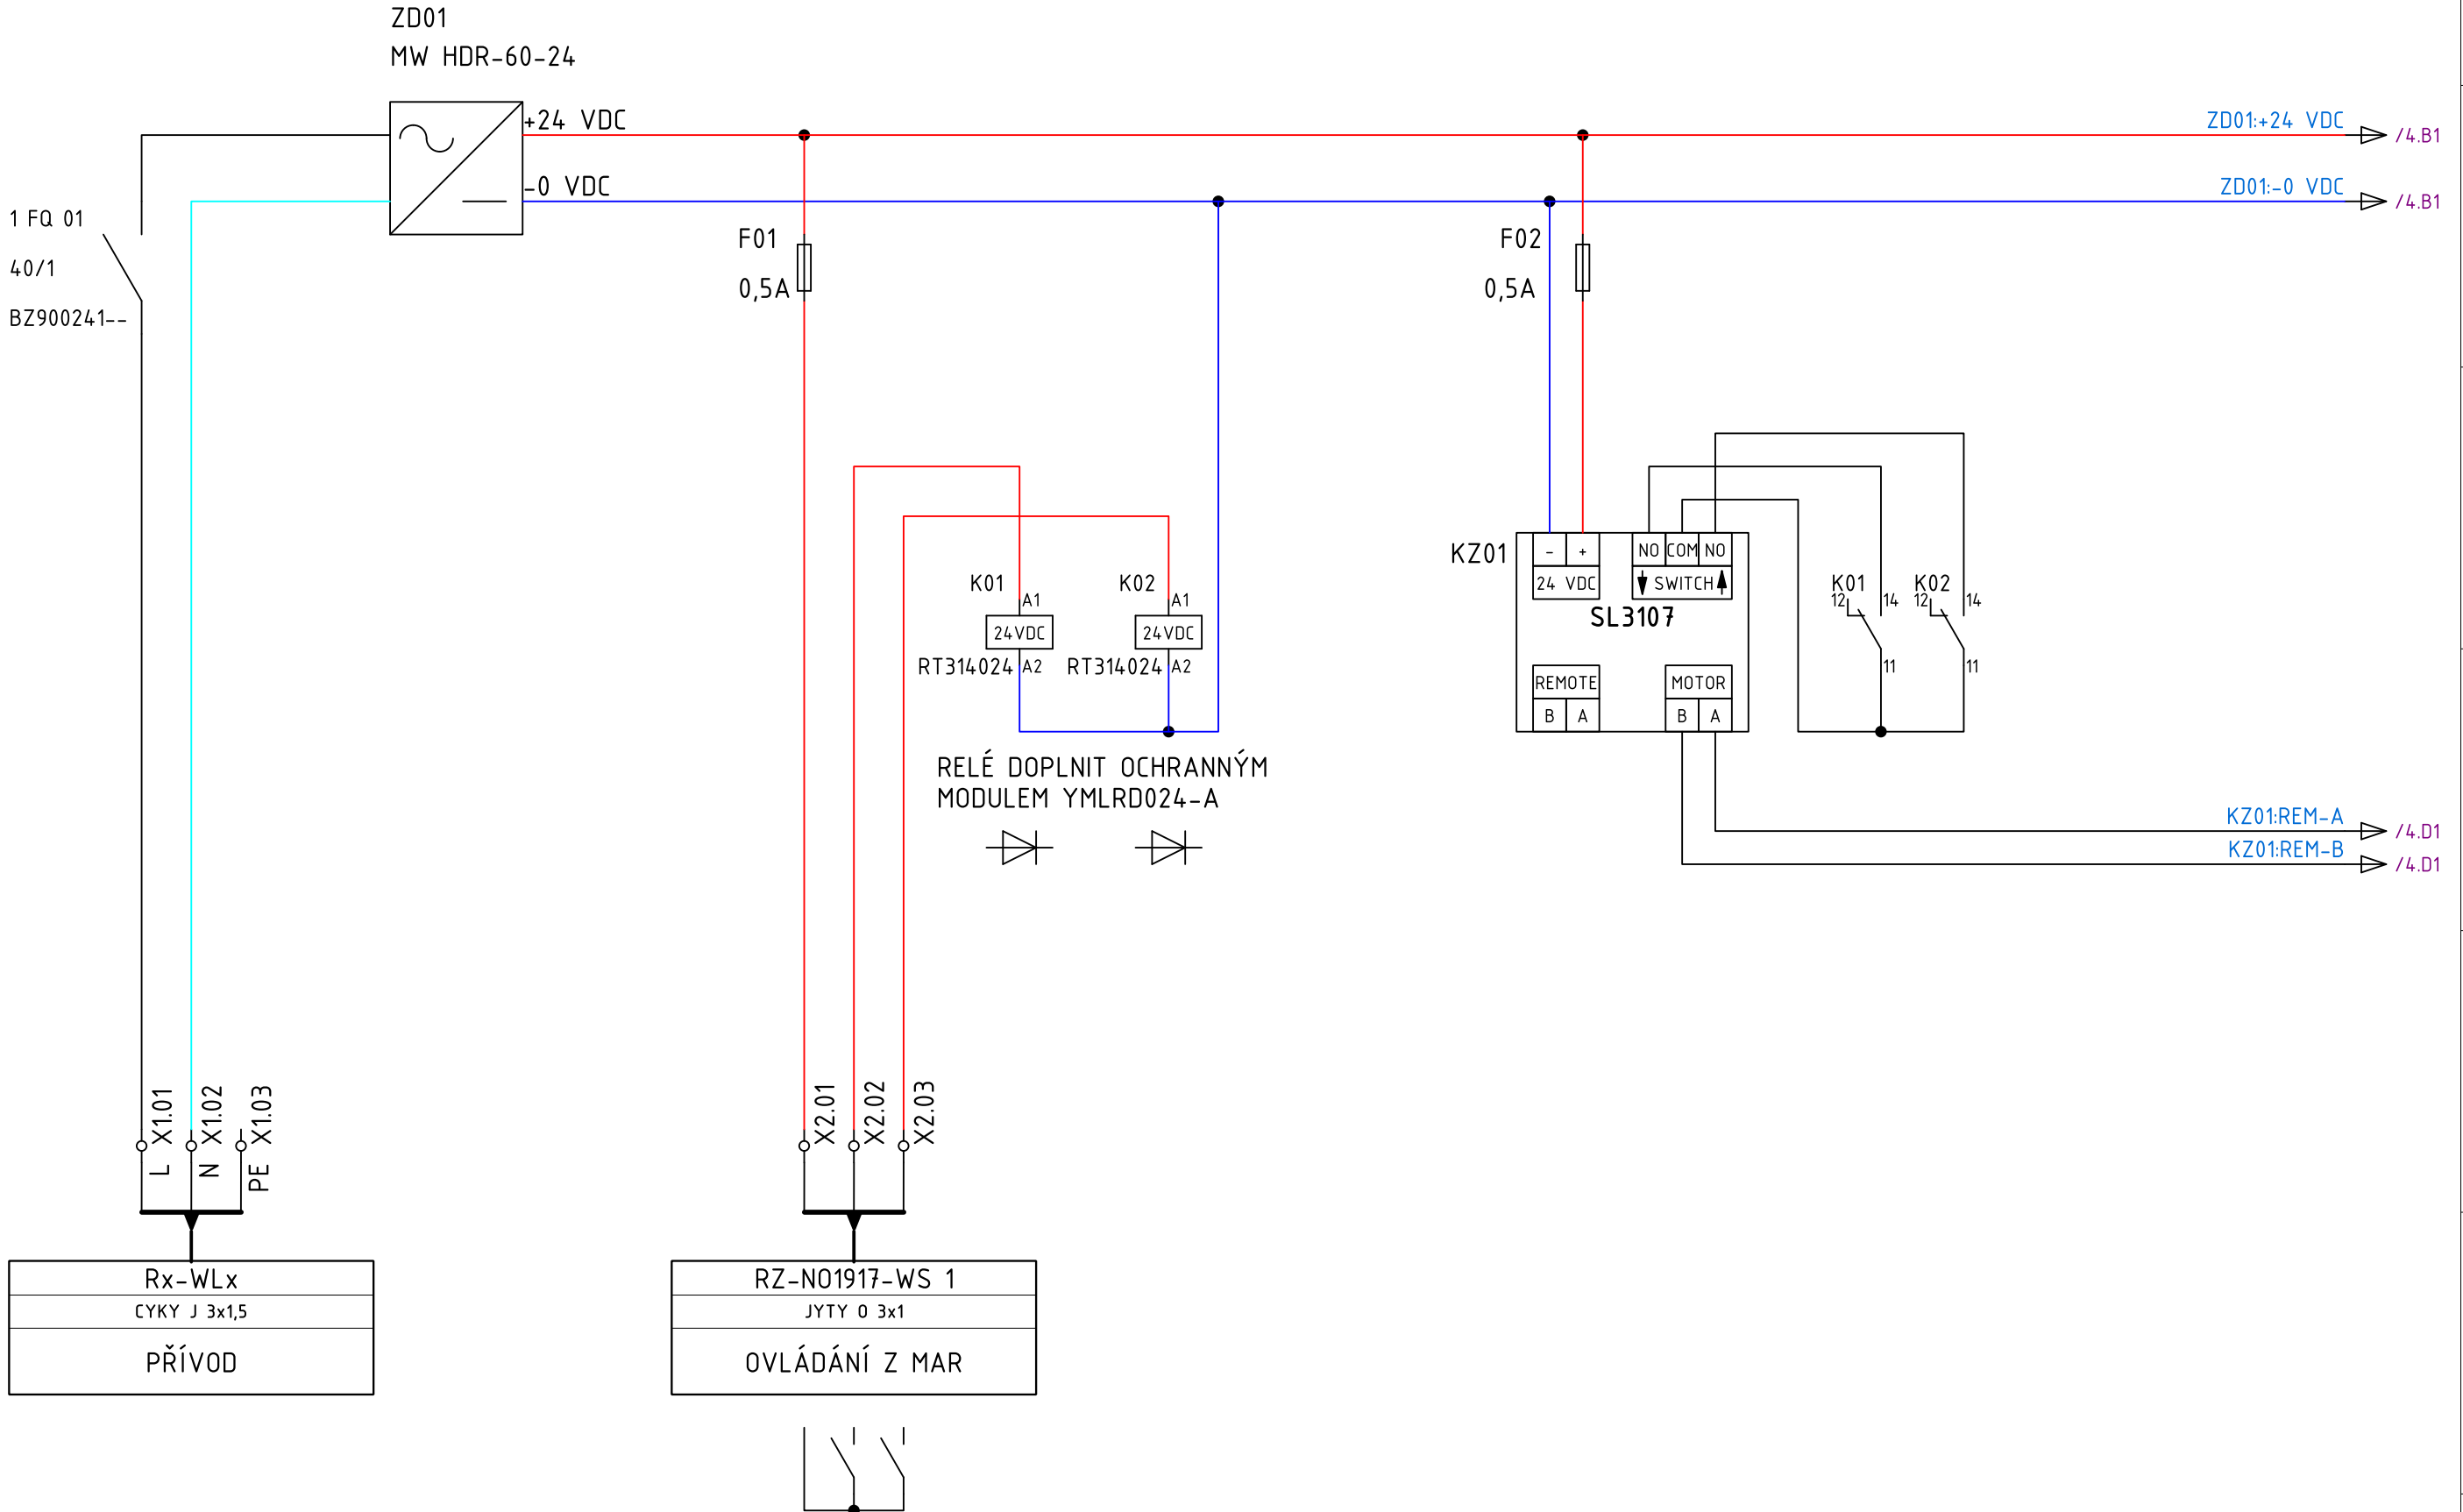 ZD01
MW HDR-60-24
+24 VDC
-0 VDC
ZD01:+24 VDC
/4.B1
ZD01:-0 VDC
/4.B1
1 FQ 01
40/1
BZ900241--
F01
0,5A
F02
0,5A
K01
A1
24VDC
RT314024
A2
K02
A1
24VDC
RT314024
A2
RELÉ DOPLNIT OCHRANNÝM
MODULEM YMLRD024-A
KZ01
- +
24 VDC
NO COM NO
SWITCH
SL3107
REMOTE
B A
MOTOR
B A
K01
12
14
11
K02
12
14
11
KZ01:REM-A
/4.D1
KZ01:REM-B
/4.D1
X1.01
X1.02
X1.03
L
N
PE
X2.01
X2.02
X2.03
Rx-WLx
CYKY J 3x1,5
PŘÍVOD
RZ-NO1917-WS 1
JYTY O 3x1
OVLÁDÁNÍ Z MAR